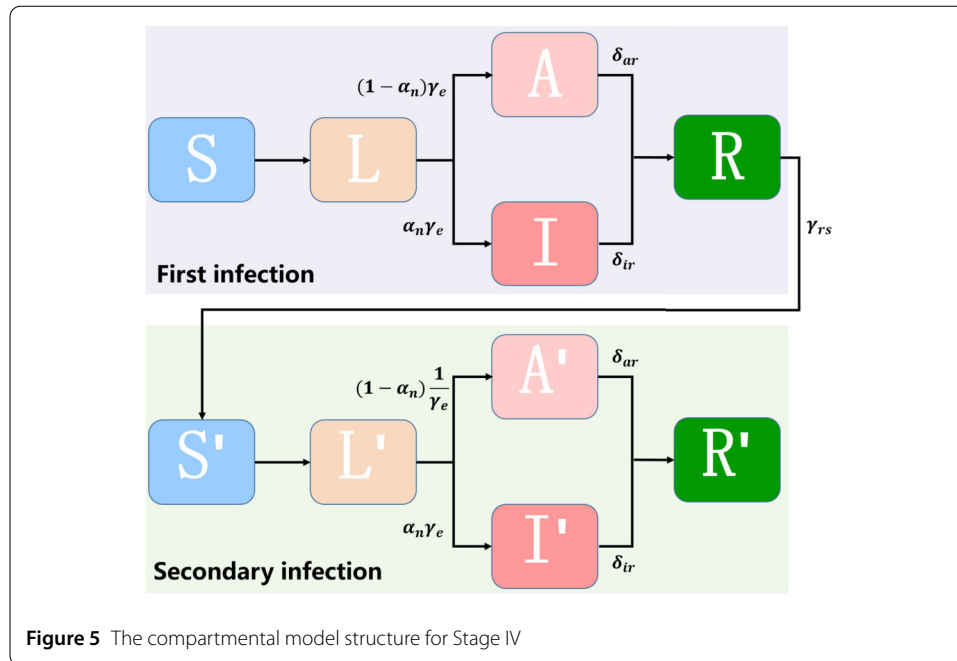 A
δ_ar
(1 − α_n)γ_e
S
L
R
α_nγ_e
I
δ_ir
γ_rs
First infection
A'
δ_ar
(1 − α_n) 1/γ_e
S'
L'
R'
α_nγ_e
I'
δ_ir
Secondary infection
Figure 5 The compartmental model structure for Stage IV